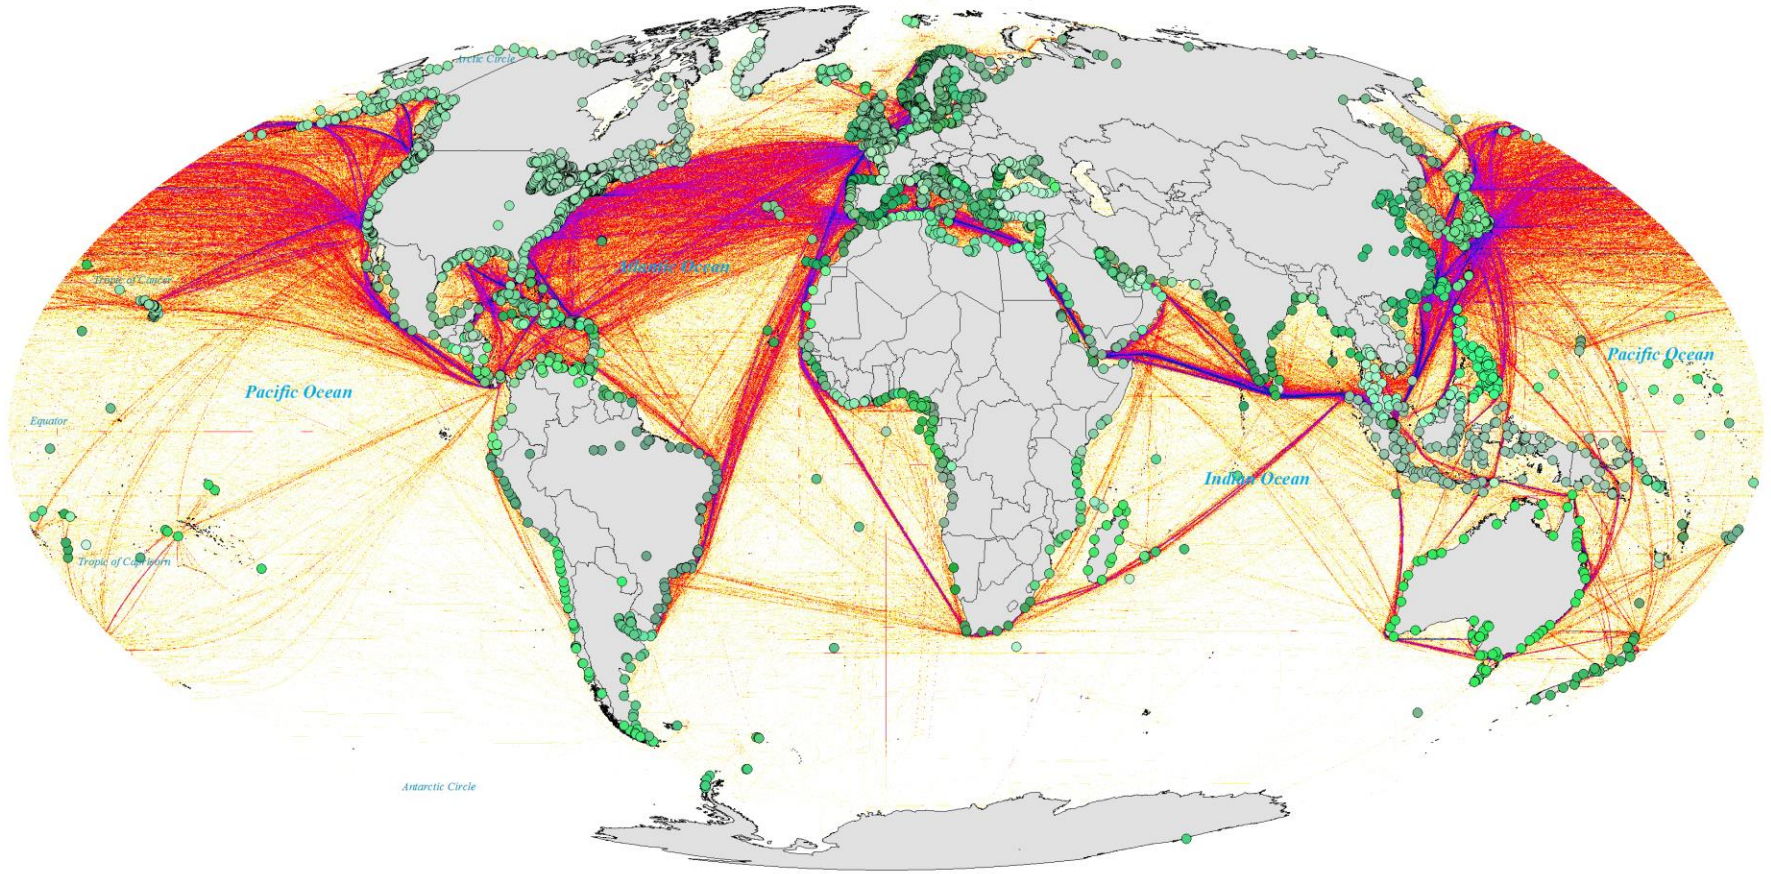 Arctic Circle
Atlantic Ocean
Tropic of Cancer
Pacific Ocean
Pacific Ocean
Equator
Indian Ocean
Tropic of Capricorn
Antarctic Circle